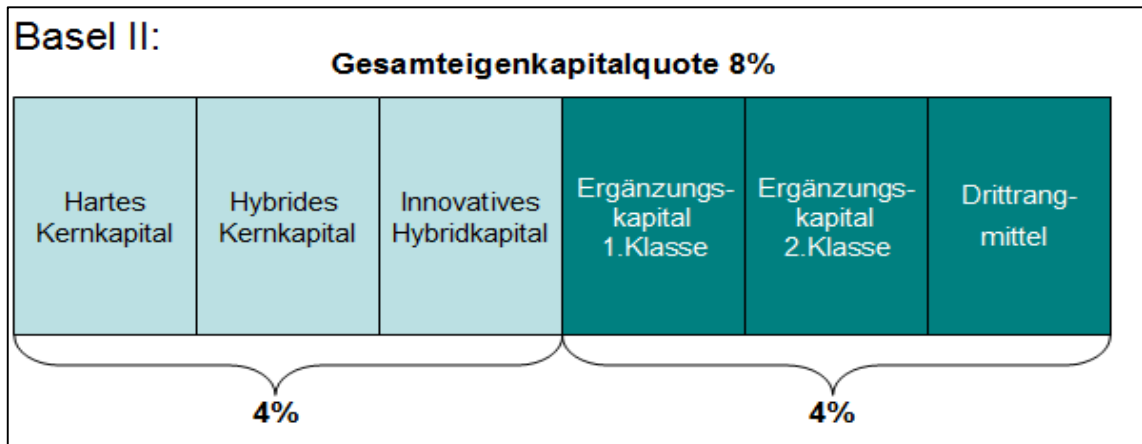 Basel II:
Gesamteigenkapitalquote 8%
Hartes
Kernkapital
Hybrides
Kernkapital
Innovatives
Hybridkapital
Ergänzungs-
kapital
1.Klasse
Ergänzungs-
kapital
2.Klasse
Drittrang-
mittel
4%
4%